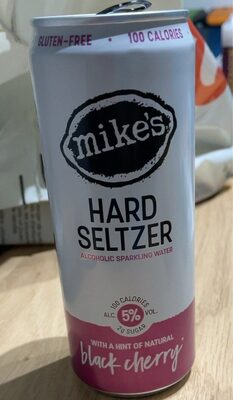 GLUTEN-FREE • 100 CALORIES
mike's
HARD
SELTZER
ALCOHOLIC SPARKLING WATER
100 CALORIES
ALC. 5% VOL.
2g SUGAR
WITH A HINT OF NATURAL
black cherry